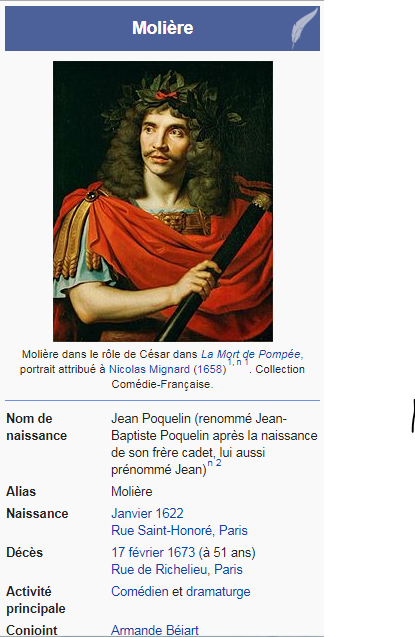 Molière
Molière dans le rôle de César dans La Mort de Pompée,
portrait attribué à Nicolas Mignard (1658)1, n 1. Collection
Comédie-Française.
Nom de naissance
Jean Poquelin (renommé Jean-
Baptiste Poquelin après la naissance
de son frère cadet, lui aussi
prénommé Jean)n 2
Alias
Molière
Naissance
Janvier 1622
Rue Saint-Honoré, Paris
Décès
17 février 1673 (à 51 ans)
Rue de Richelieu, Paris
Activité principale
Comédien et dramaturge
Conjoint
Armande Béjart